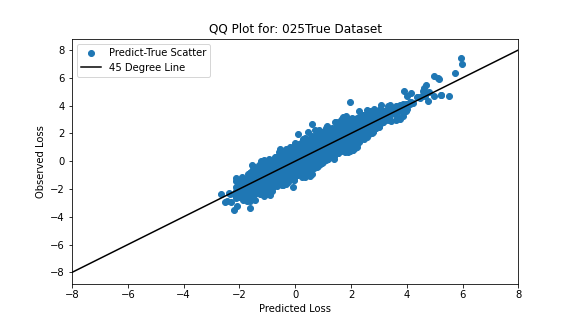 QQ Plot for: 025True Dataset
Predict-True Scatter
45 Degree Line
Observed Loss
8
6
4
2
0
−2
−4
−6
−8
−8 −6 −4 −2 0 2 4 6 8
Predicted Loss